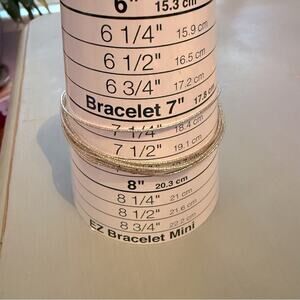 6" 15.3 cm
6 1/4" 15.9 cm
6 1/2" 16.5 cm
6 3/4" 17.2 cm
Bracelet 7" 17.8 cm
7 1/4" 18.4 cm
7 1/2" 19.1 cm
8" 20.3 cm
8 1/4" 21 cm
8 1/2" 21.6 cm
8 3/4" 22.2 cm
EZ Bracelet Mini